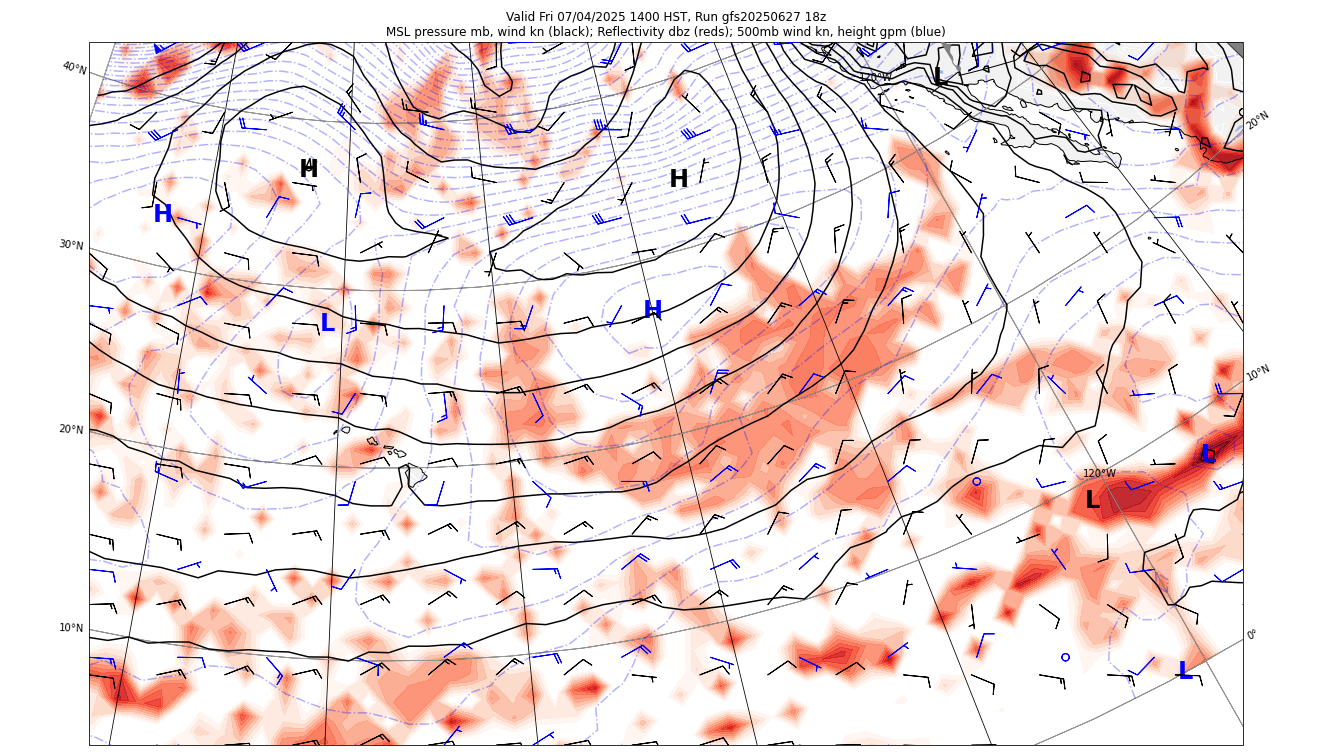 Valid Fri 07/04/2025 1400 HST, Run gfs20250627 18z
MSL pressure mb, wind kn (black); Reflectivity dbz (reds); 500mb wind kn, height gpm (blue)
40°N
120°W
L
20°N
H
H
H
30°N
H
L
10°N
20°N
L
120°W
L
10°N
0°
L